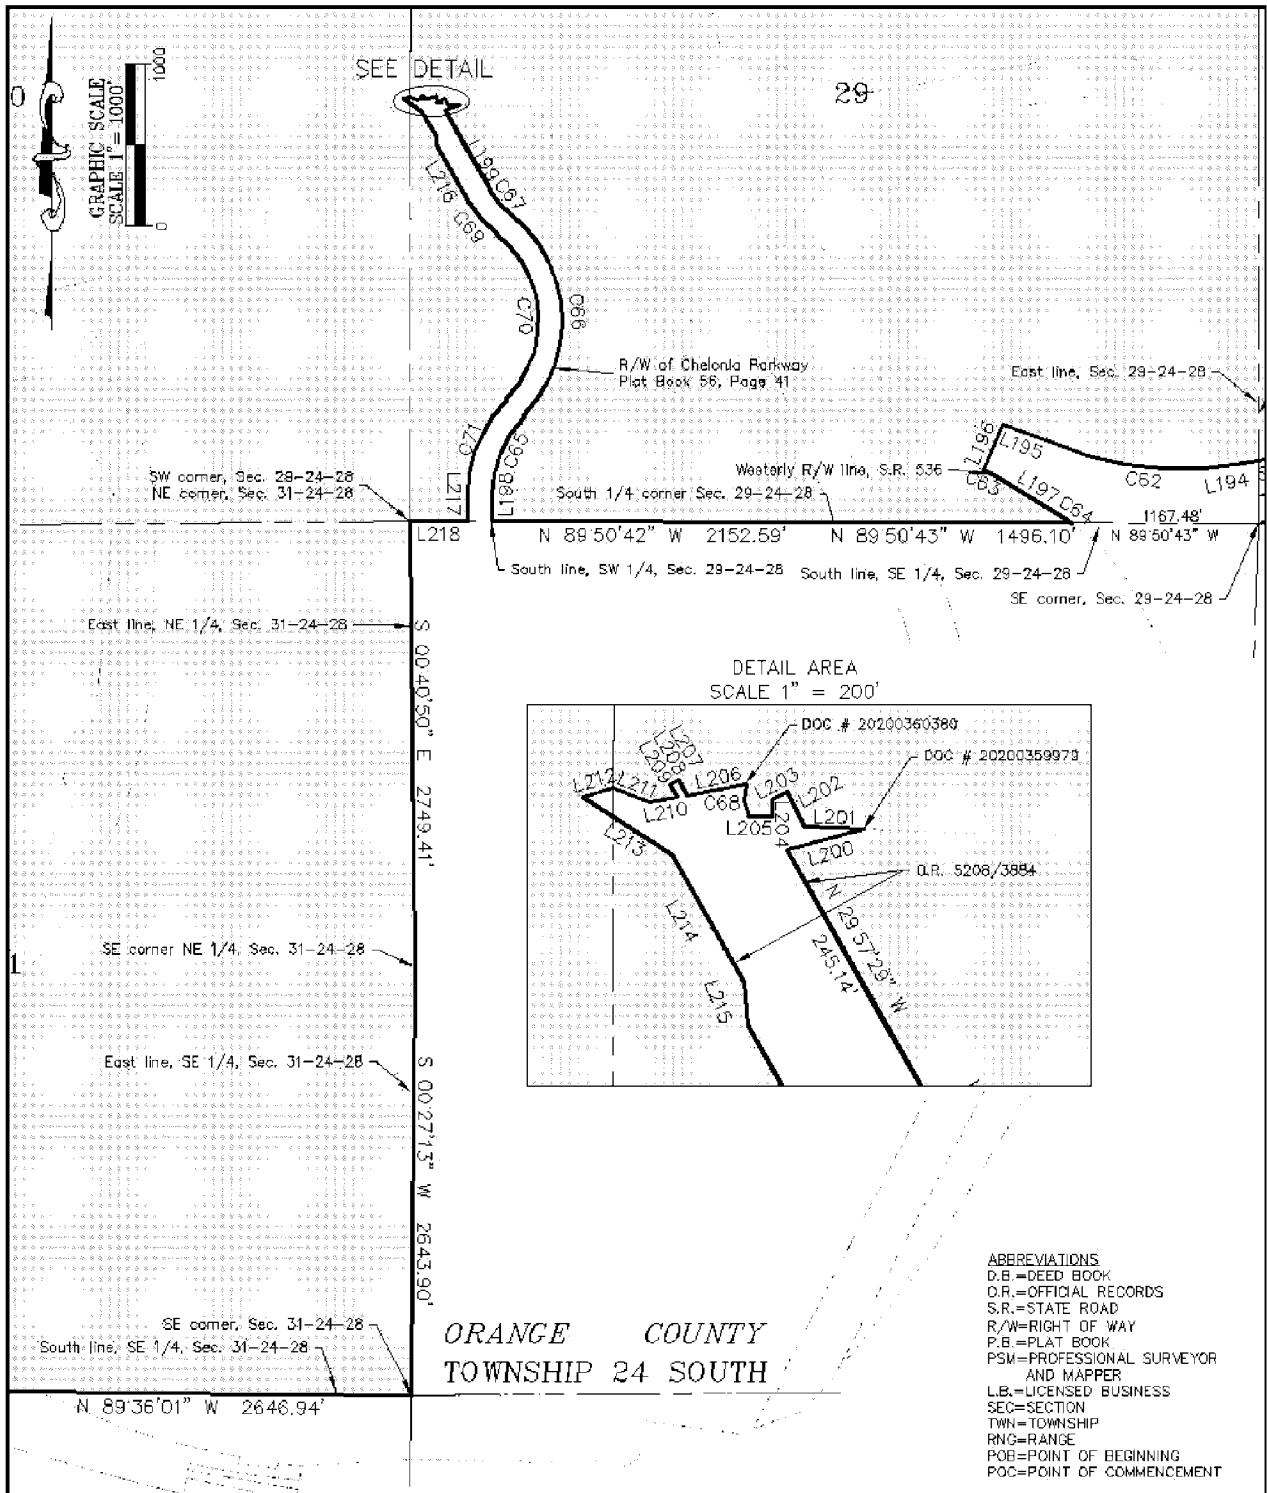 SEE DETAIL
29
0
1000
GRAPHIC SCALE
SCALE 1"=1000'
0
L199
C67
L216
C69
C70
C66
R/W of Chelonia Parkway
Plat Book 56, Page 41
East line, Sec. 29-24-28
L196
L195
C71
C65
SW corner, Sec. 29-24-28
NE corner, Sec. 31-24-28
Westerly R/W line, S.R. 536
C63
L197
C64
C62
L194
L217
L198
South 1/4 corner Sec. 29-24-28
1167.48'
L218
N 89°50'42" W 2152.59'
N 89°50'43" W 1496.10'
N 89°50'43" W
South line, SW 1/4, Sec. 29-24-28
South line, SE 1/4, Sec. 29-24-28
SE corner, Sec. 29-24-28
East line, NE 1/4, Sec. 31-24-28
S 00°40'50" E 2749.41'
DETAIL AREA
SCALE 1" = 200'
DOC # 20200360380
DOC # 20200359979
L212
L211
L209
L208
L207
L206
L210
C68
L203
L202
L205
L204
L201
L200
L213
O.R. 5208/3884
L214
N 29°57'29" W
245.14'
L215
SE corner NE 1/4, Sec. 31-24-28
1
East line, SE 1/4, Sec. 31-24-28
S 00°27'13" W 2643.90'
SE corner, Sec. 31-24-28
South line, SE 1/4, Sec. 31-24-28
N 89°36'01" W 2646.94'
ORANGE COUNTY
TOWNSHIP 24 SOUTH
ABBREVIATIONS
D.B.=DEED BOOK
O.R.=OFFICIAL RECORDS
S.R.=STATE ROAD
R/W=RIGHT OF WAY
P.B.=PLAT BOOK
PSM=PROFESSIONAL SURVEYOR
AND MAPPER
L.B.=LICENSED BUSINESS
SEC=SECTION
TWN=TOWNSHIP
RNG=RANGE
POB=POINT OF BEGINNING
POC=POINT OF COMMENCEMENT